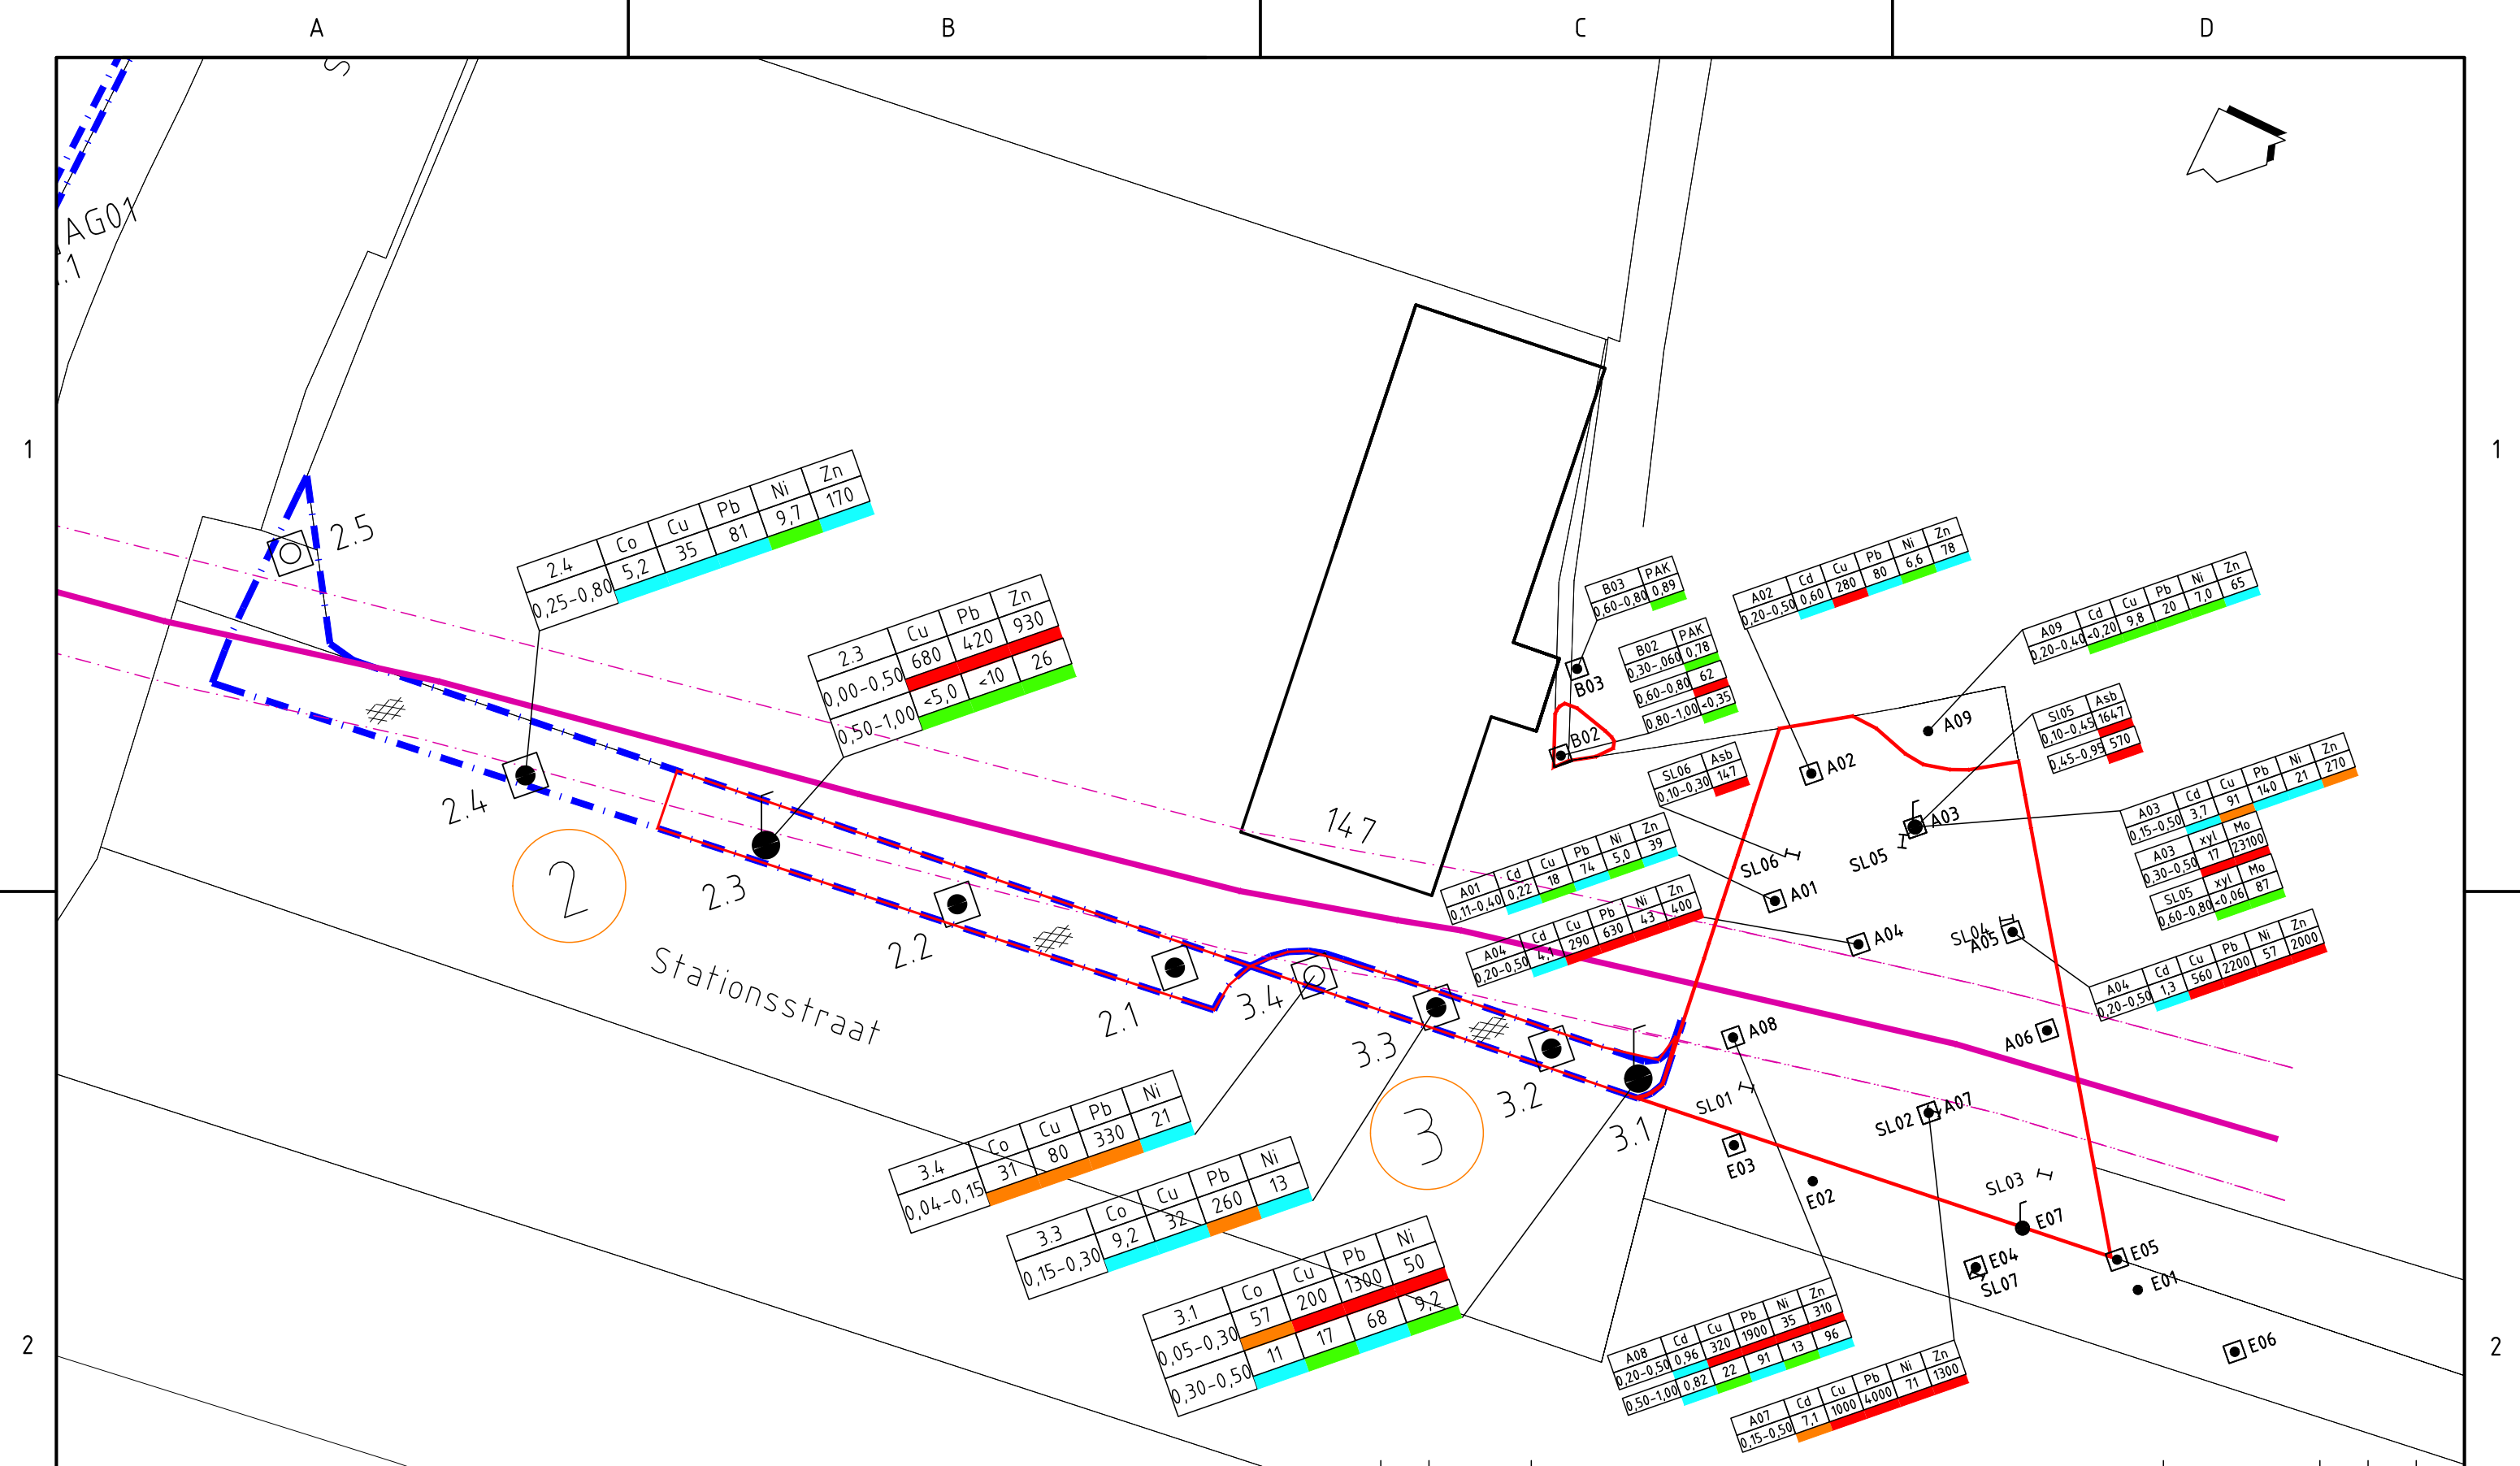 A
B
C
D
1
1
2
2
S
AG01
.1
2.5
2.4 Co Cu Pb Ni Zn
0,25-0,80 5,2 35 81 9,7 170
2.3 Cu Pb Zn
0,00-0,50 680 420 930
0,50-1,00 <5,0 <10 26
2.4
2
2.3
2.2
2.1
Stationsstraat
147
B03 PAK
0,60-0,80 0,89
B02 PAK
0,30-,060 0,78
0,60-0,80 62
0,80-1,00 <0,35
B03
B02
A02 Cd Cu Pb Ni Zn
0,20-0,50 0,60 280 80 6,6 78
A09 Cd Cu Pb Ni Zn
0,20-0,40 <0,20 9,8 20 7,0 65
SL05 Asb
0,10-0,45 1647
0,45-0,95 570
SL06 Asb
0,10-0,30 147
A03 Cd Cu Pb Ni Zn
0,15-0,50 3,7 91 140 21 270
A03 xyl Mo
0,30-0,50 17 23100
SL05 xyl Mo
0,60-0,80 <0,06 87
A01 Cd Cu Pb Ni Zn
0,11-0,40 0,22 18 74 5,0 39
A04 Cd Cu Pb Ni Zn
0,20-0,50 4,1 290 630 43 400
A04 Cd Cu Pb Ni Zn
0,20-0,50 1,3 560 2200 57 2000
A09
A02
A03
SL05
SL06
A01
A04
SL04
A05
A06
A08
SL01
SL02
A07
E03
E02
SL03
E07
E04
SL07
E05
E01
E06
3.4
3.3
3.2
3.1
3
3.4 Co Cu Pb Ni
0,04-0,15 31 80 330 21
3.3 Co Cu Pb Ni
0,15-0,30 9,2 32 260 13
3.1 Co Cu Pb Ni
0,05-0,30 57 200 1300 50
0,30-0,50 11 17 68 9,2
A08 Cd Cu Pb Ni Zn
0,20-0,50 0,96 320 1900 35 310
0,50-1,00 0,82 22 91 13 96
A07 Cd Cu Pb Ni Zn
0,15-0,50 7,1 1000 4000 71 1300